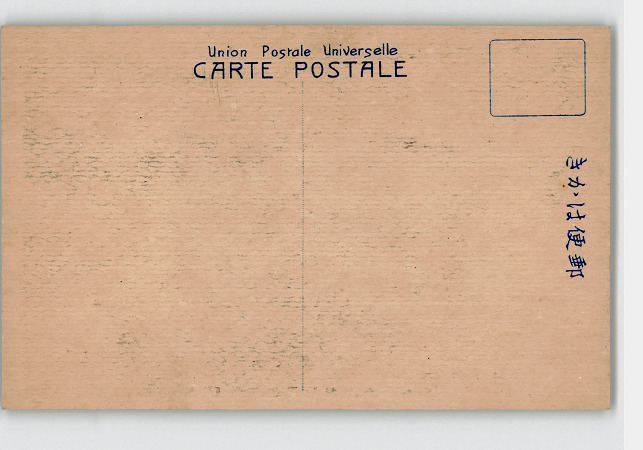 Union Postale Universelle
CARTE POSTALE
きかは便郵